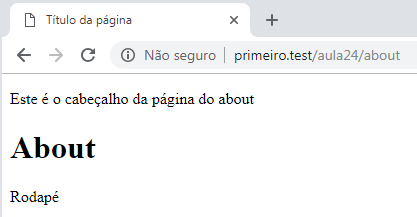 Título da página
Não seguro primeiro.test/aula24/about
Este é o cabeçalho da página do about
About
Rodapé